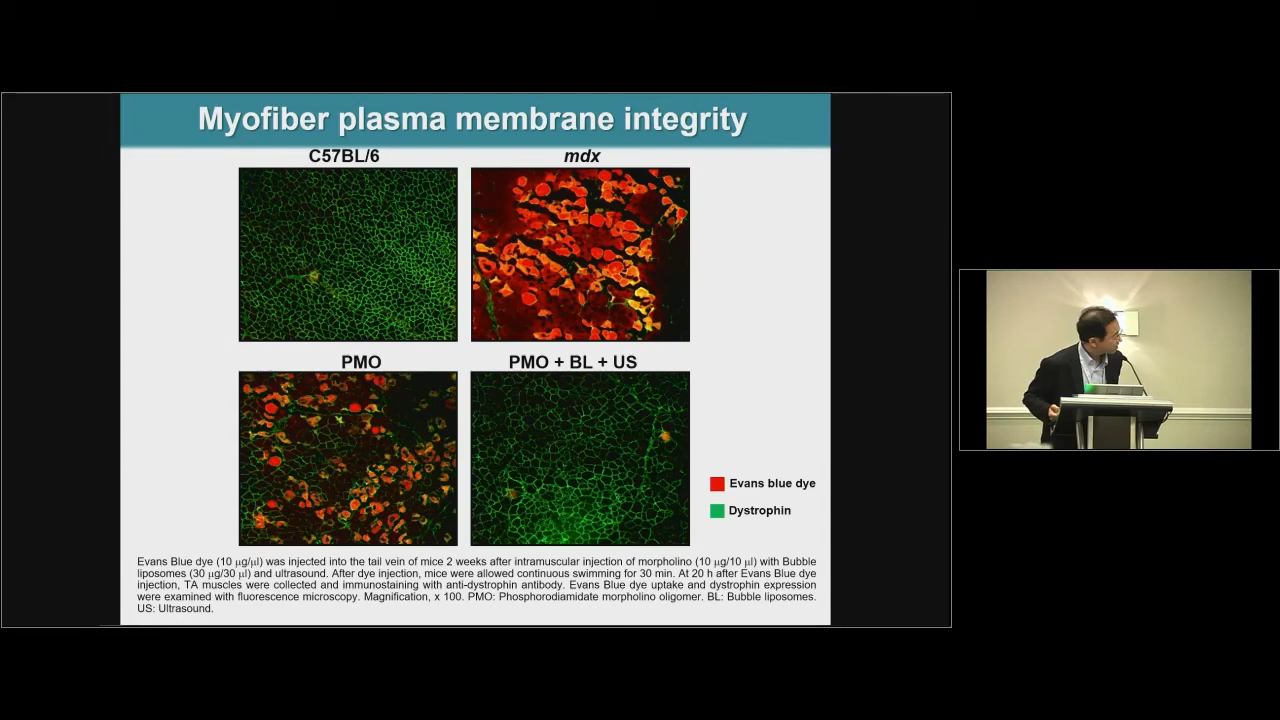 Myofiber plasma membrane integrity
C57BL/6
mdx
PMO
PMO + BL + US
Evans blue dye
Dystrophin
Evans Blue dye (10 μg/μl) was injected into the tail vein of mice 2 weeks after intramuscular injection of morpholino (10 μg/10 μl) with Bubble
liposomes (30 μg/30 μl) and ultrasound. After dye injection, mice were allowed continuous swimming for 30 min. At 20 h after Evans Blue dye
injection, TA muscles were collected and immunostaining with anti-dystrophin antibody. Evans Blue dye uptake and dystrophin expression
were examined with fluorescence microscopy. Magnification, x 100. PMO: Phosphorodiamidate morpholino oligomer. BL: Bubble liposomes.
US: Ultrasound.